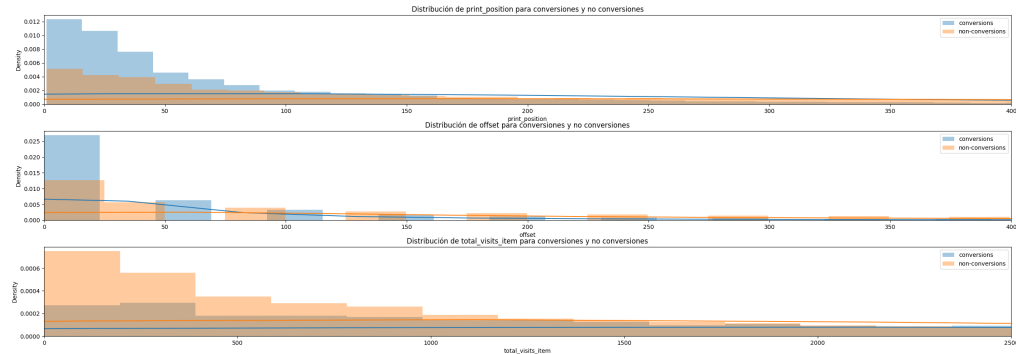 Distribución de print_position para conversiones y no conversiones
0.012
0.010
0.008
0.006
0.004
0.002
0.000
Density
conversions
non-conversions
0 50 100 150 200 250 300 350 400
print_position
Distribución de offset para conversiones y no conversiones
0.025
0.020
0.015
0.010
0.005
0.000
Density
conversions
non-conversions
0 50 100 150 200 250 300 350 400
offset
Distribución de total_visits_item para conversiones y no conversiones
0.0006
0.0004
0.0002
0.0000
Density
conversions
non-conversions
0 500 1000 1500 2000 2500
total_visits_item